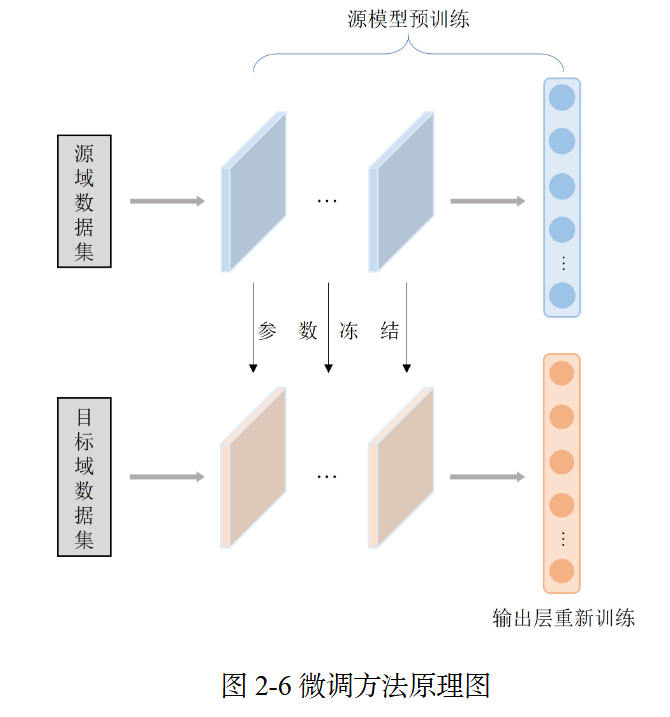 源模型预训练
源域数据集
...
...
参数冻结
目标域数据集
...
...
输出层重新训练
图 2-6 微调方法原理图